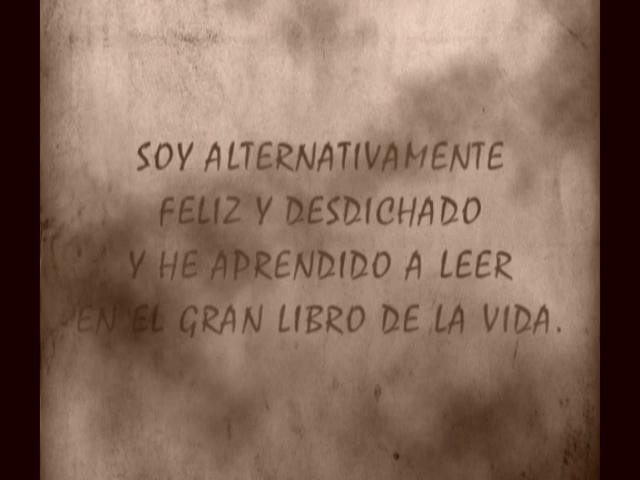 SOY ALTERNATIVAMENTE
FELIZ Y DESDICHADO
Y HE APRENDIDO A LEER
EN EL GRAN LIBRO DE LA VIDA.